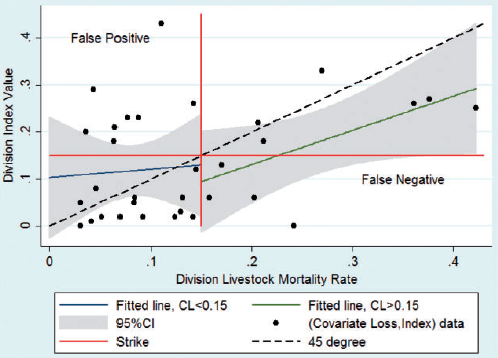 False Positive
False Negative
Division Index Value
.4
.3
.2
.1
0
0
.1
.2
.3
.4
Division Livestock Mortality Rate
Fitted line, CL<0.15
Fitted line, CL>0.15
95%CI
(Covariate Loss,Index) data
Strike
45 degree